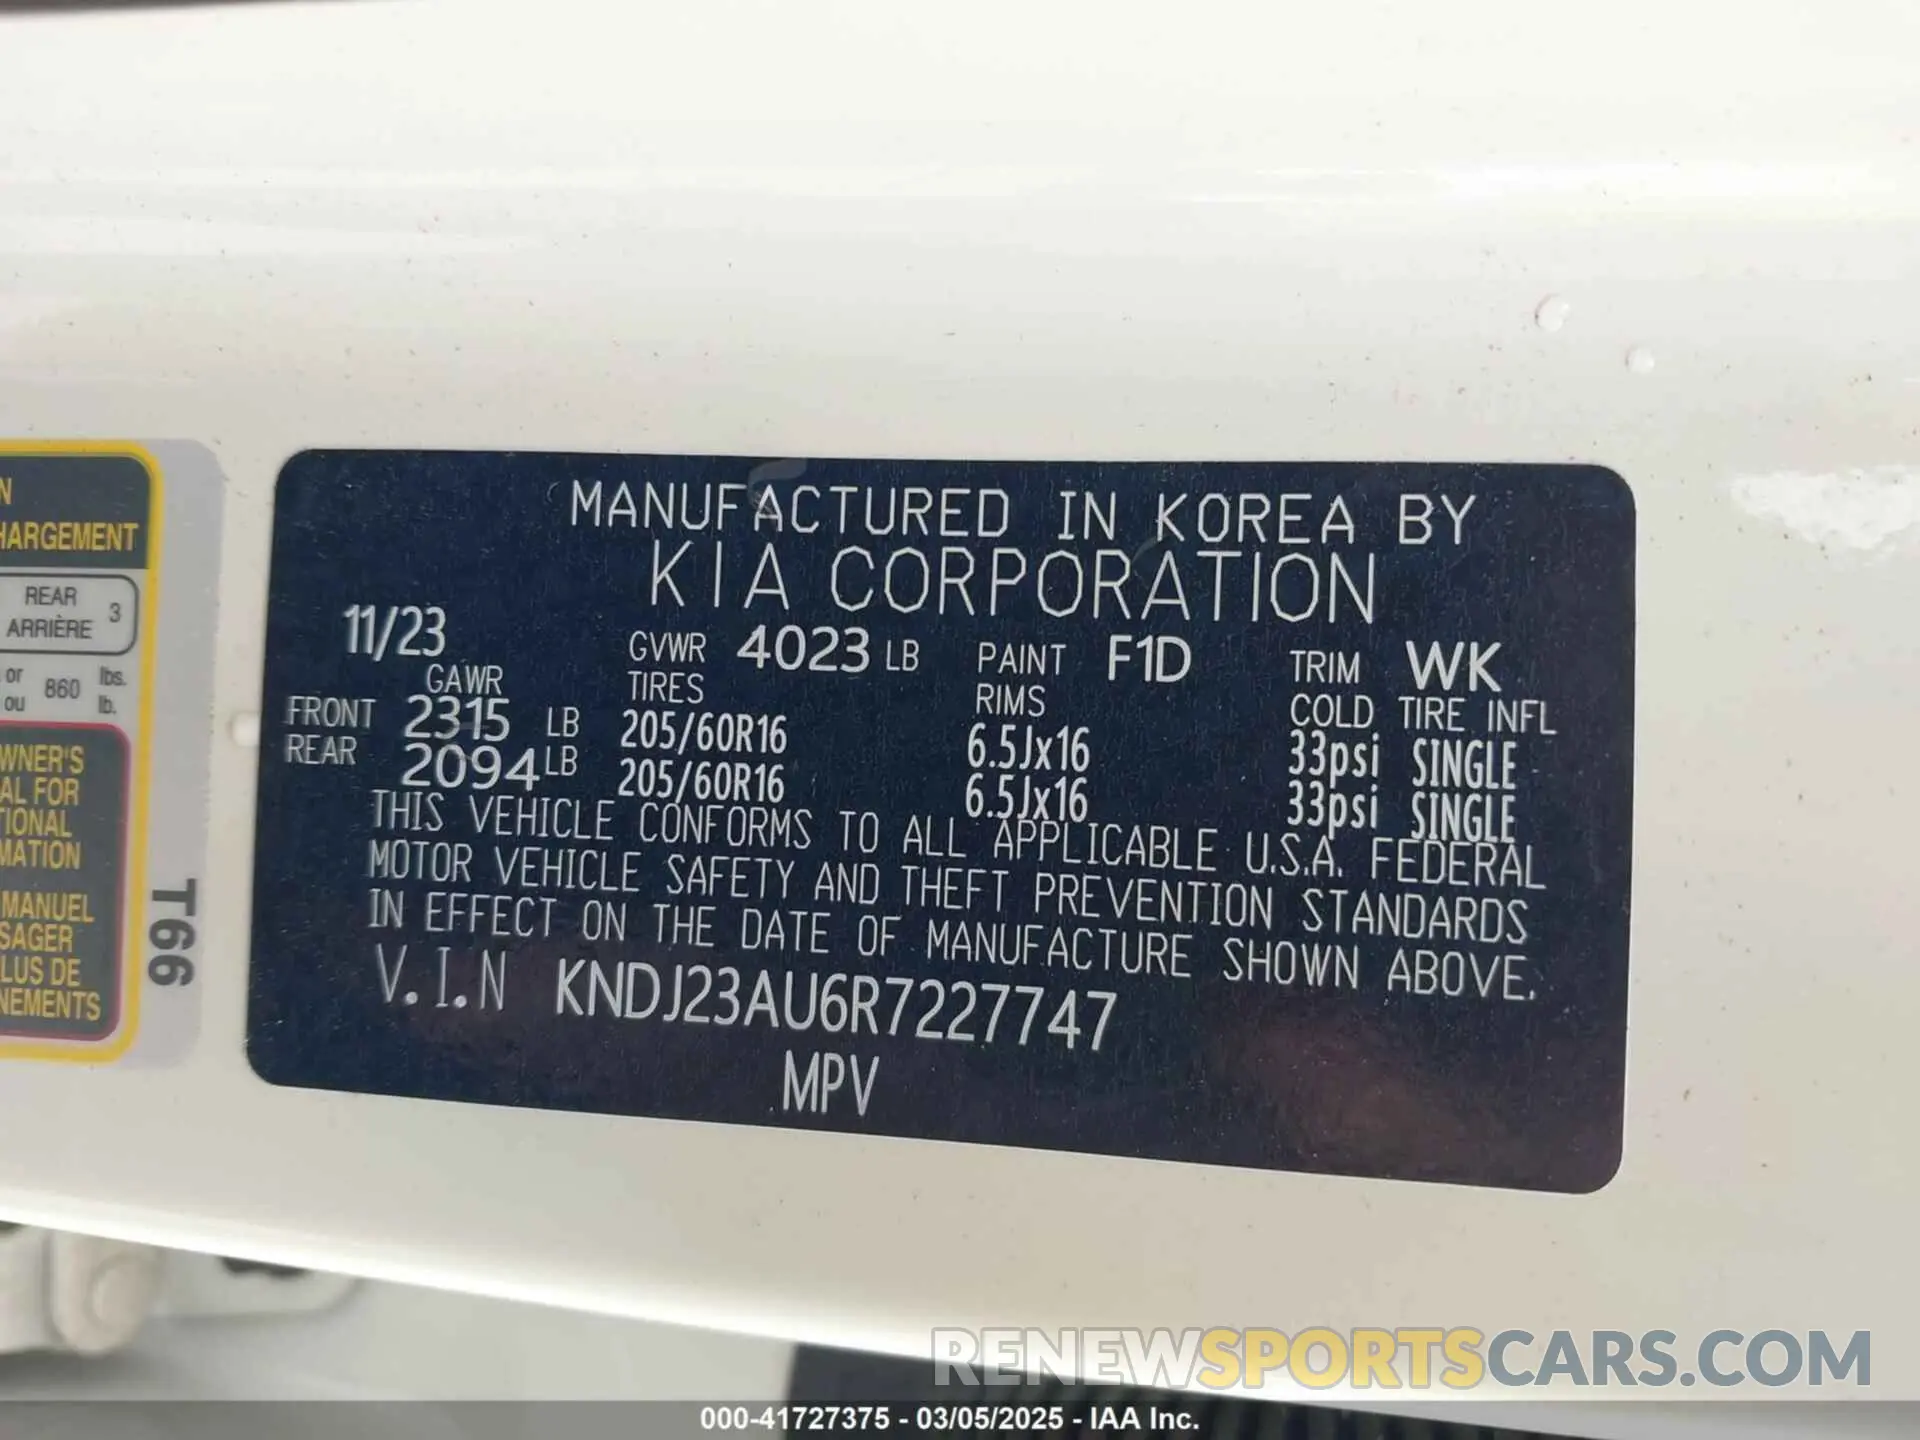 MANUFACTURED IN KOREA BY
KIA CORPORATION
11/23 GVWR 4023 LB PAINT F1D TRIM WK
GAWR TIRES RIMS COLD TIRE INFL
FRONT 2315 LB 205/60R16 6.5Jx16 33psi SINGLE
REAR 2094 LB 205/60R16 6.5Jx16 33psi SINGLE
THIS VEHICLE CONFORMS TO ALL APPLICABLE U.S.A. FEDERAL
MOTOR VEHICLE SAFETY AND THEFT PREVENTION STANDARDS
IN EFFECT ON THE DATE OF MANUFACTURE SHOWN ABOVE.
V.I.N KNDJ23AU6R7227747
MPV
N
HARGEMENT
REAR 3
ARRIÈRE
or 860 lbs.
ou lb.
WNER'S
AL FOR
TIONAL
MATION
MANUEL
SAGER
LUS DE
NEMENTS
T66
RENEWSPORTSCARS.COM
000-41727375 - 03/05/2025 - IAA Inc.